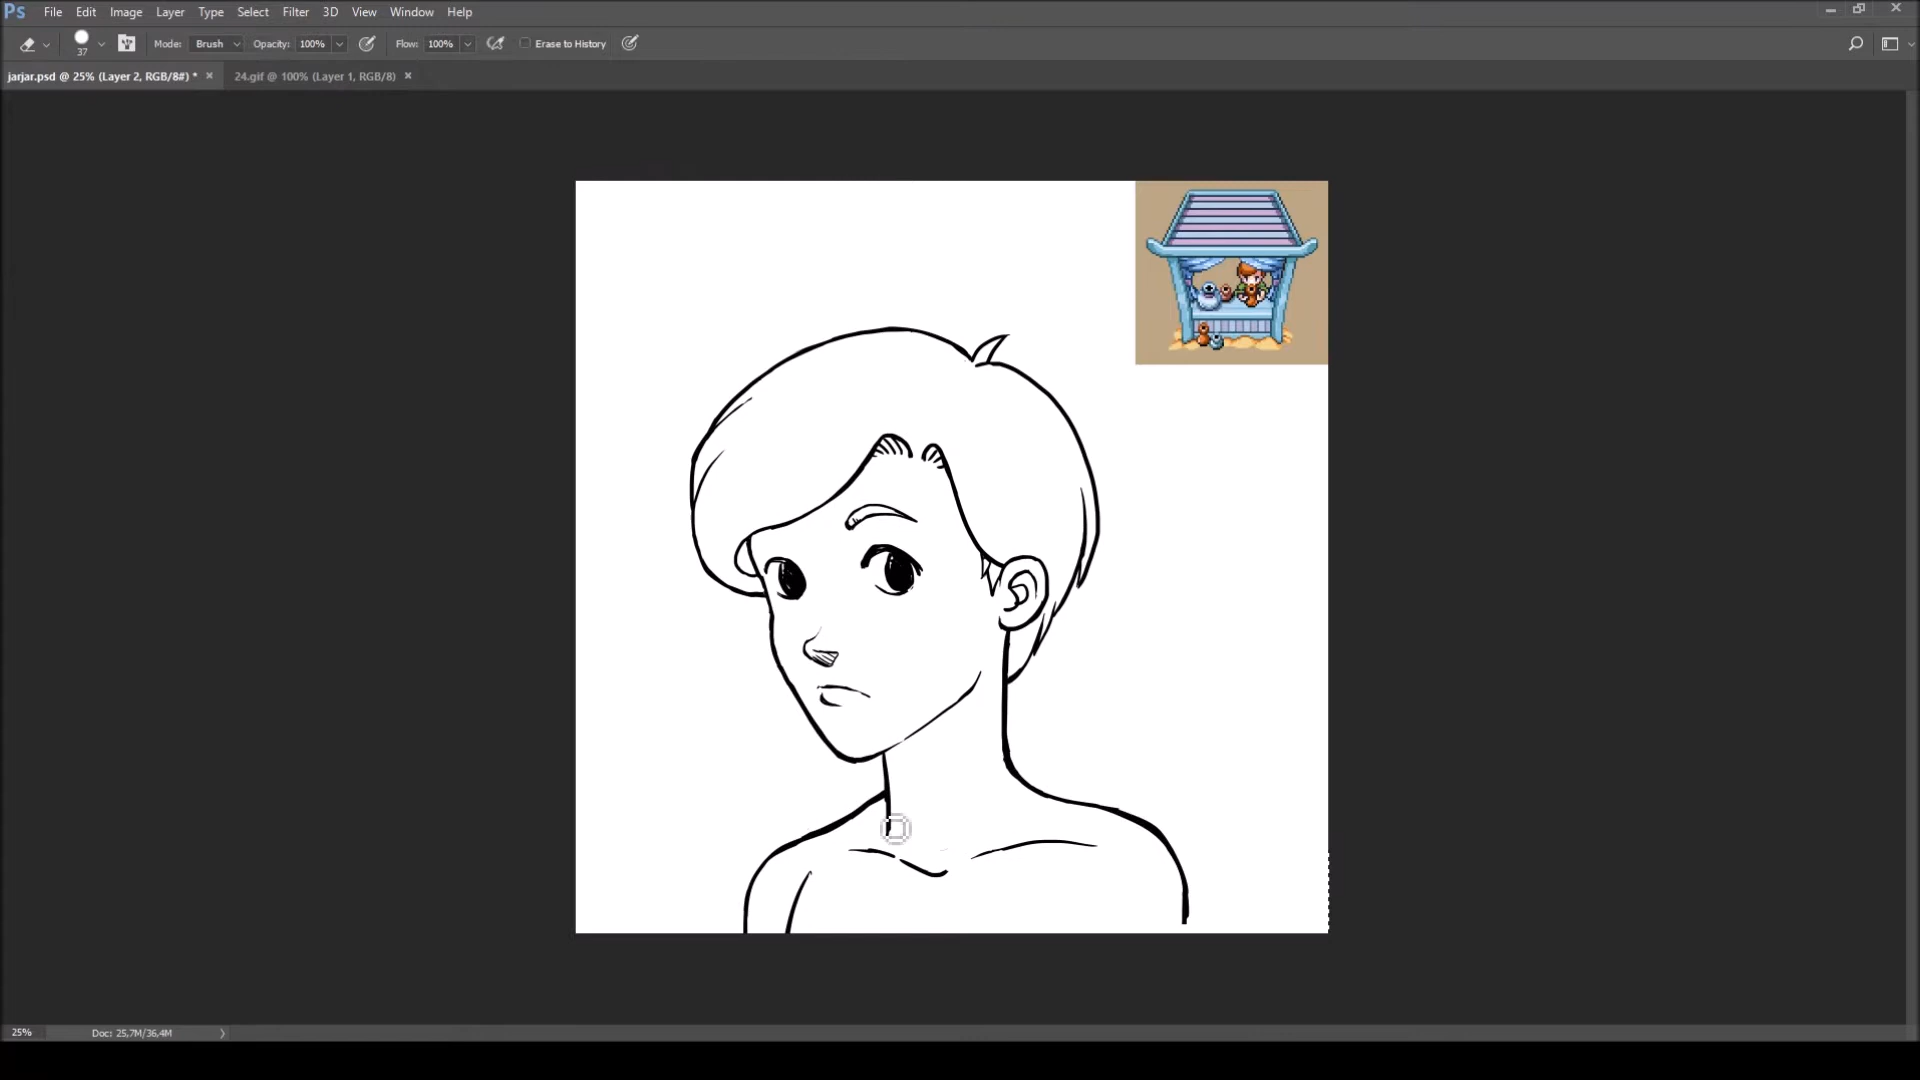 Ps File Edit Image Layer Type Select Filter 3D View Window Help
37 Mode: Brush Opacity: 100% Flow: 100% Erase to History
jarjar.psd @ 25% (Layer 2, RGB/8#) * × 24.gif @ 100% (Layer 1, RGB/8) ×
25% Doc: 25,7M/36,4M